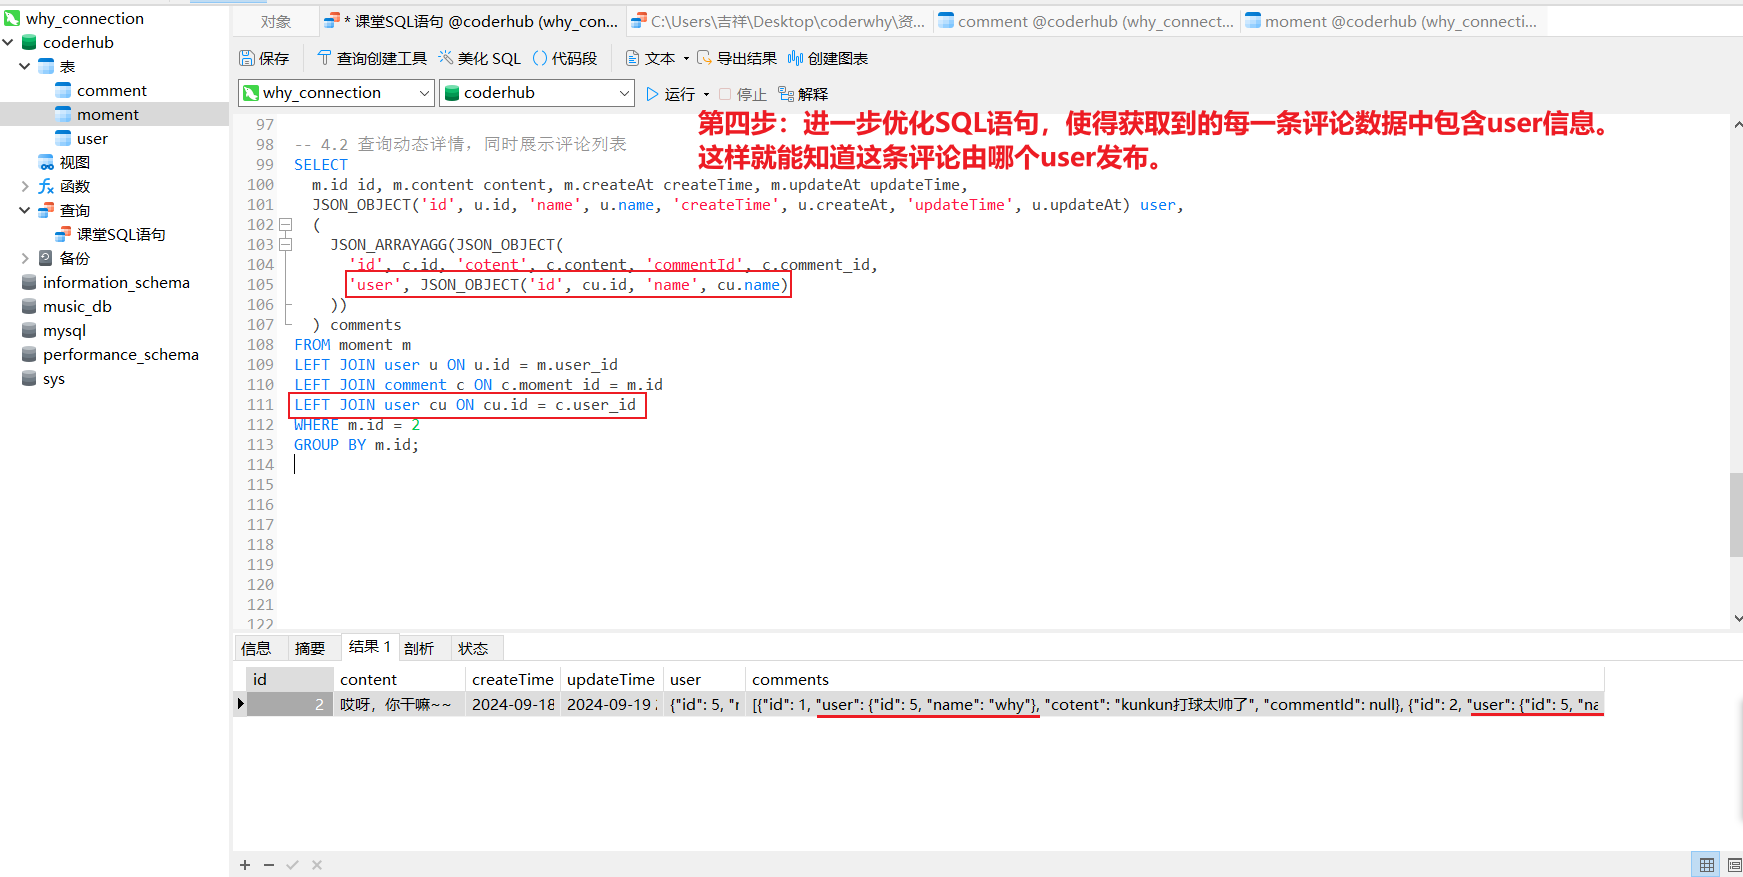 why_connection
coderhub
表
comment
moment
user
视图
函数
查询
课堂SQL语句
备份
information_schema
music_db
mysql
performance_schema
sys
对象
* 课堂SQL语句 @coderhub (why_con...
C:\Users\吉祥\Desktop\coderwhy\资...
comment @coderhub (why_connect...
moment @coderhub (why_connecti...
保存 查询创建工具 美化 SQL () 代码段 文本 导出结果 创建图表
why_connection coderhub 运行 停止 解释
第四步：进一步优化SQL语句，使得获取到的每一条评论数据中包含user信息。
这样就能知道这条评论由哪个user发布。
97
98 -- 4.2 查询动态详情，同时展示评论列表
99 SELECT
100 m.id id, m.content content, m.createAt createTime, m.updateAt updateTime,
101 JSON_OBJECT('id', u.id, 'name', u.name, 'createTime', u.createAt, 'updateTime', u.updateAt) user,
102 (
103 JSON_ARRAYAGG(JSON_OBJECT(
104 'id', c.id, 'cotent', c.content, 'commentId', c.comment_id,
105 'user', JSON_OBJECT('id', cu.id, 'name', cu.name)
106 ))
107 ) comments
108 FROM moment m
109 LEFT JOIN user u ON u.id = m.user_id
110 LEFT JOIN comment c ON c.moment_id = m.id
111 LEFT JOIN user cu ON cu.id = c.user_id
112 WHERE m.id = 2
113 GROUP BY m.id;
114
115
116
117
118
119
120
121
122
信息 摘要 结果 1 剖析 状态
id content createTime updateTime user comments
2 哎呀，你干嘛~~ 2024-09-18 2024-09-19 {"id": 5, "r [{"id": 1, "user": {"id": 5, "name": "why"}, "cotent": "kunkun打球太帅了", "commentId": null}, {"id": 2, "user": {"id": 5, "na